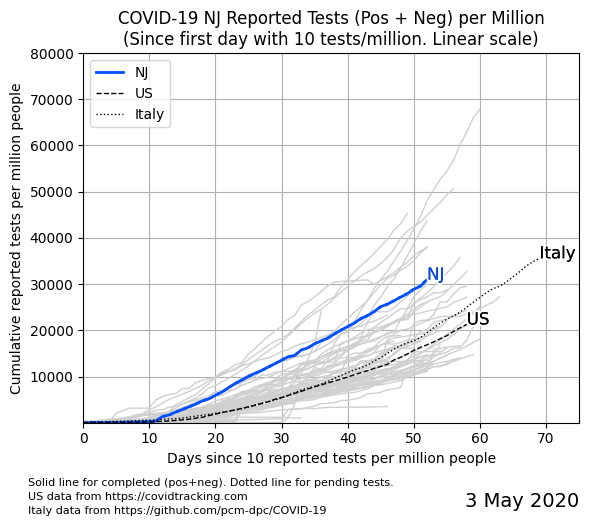 COVID-19 NJ Reported Tests (Pos + Neg) per Million
(Since first day with 10 tests/million. Linear scale)
Cumulative reported tests per million people
80000
70000
60000
50000
40000
30000
20000
10000
NJ
US
Italy
Italy
NJ
US
0 10 20 30 40 50 60 70
Days since 10 reported tests per million people
Solid line for completed (pos+neg). Dotted line for pending tests.
US data from https://covidtracking.com
Italy data from https://github.com/pcm-dpc/COVID-19
3 May 2020